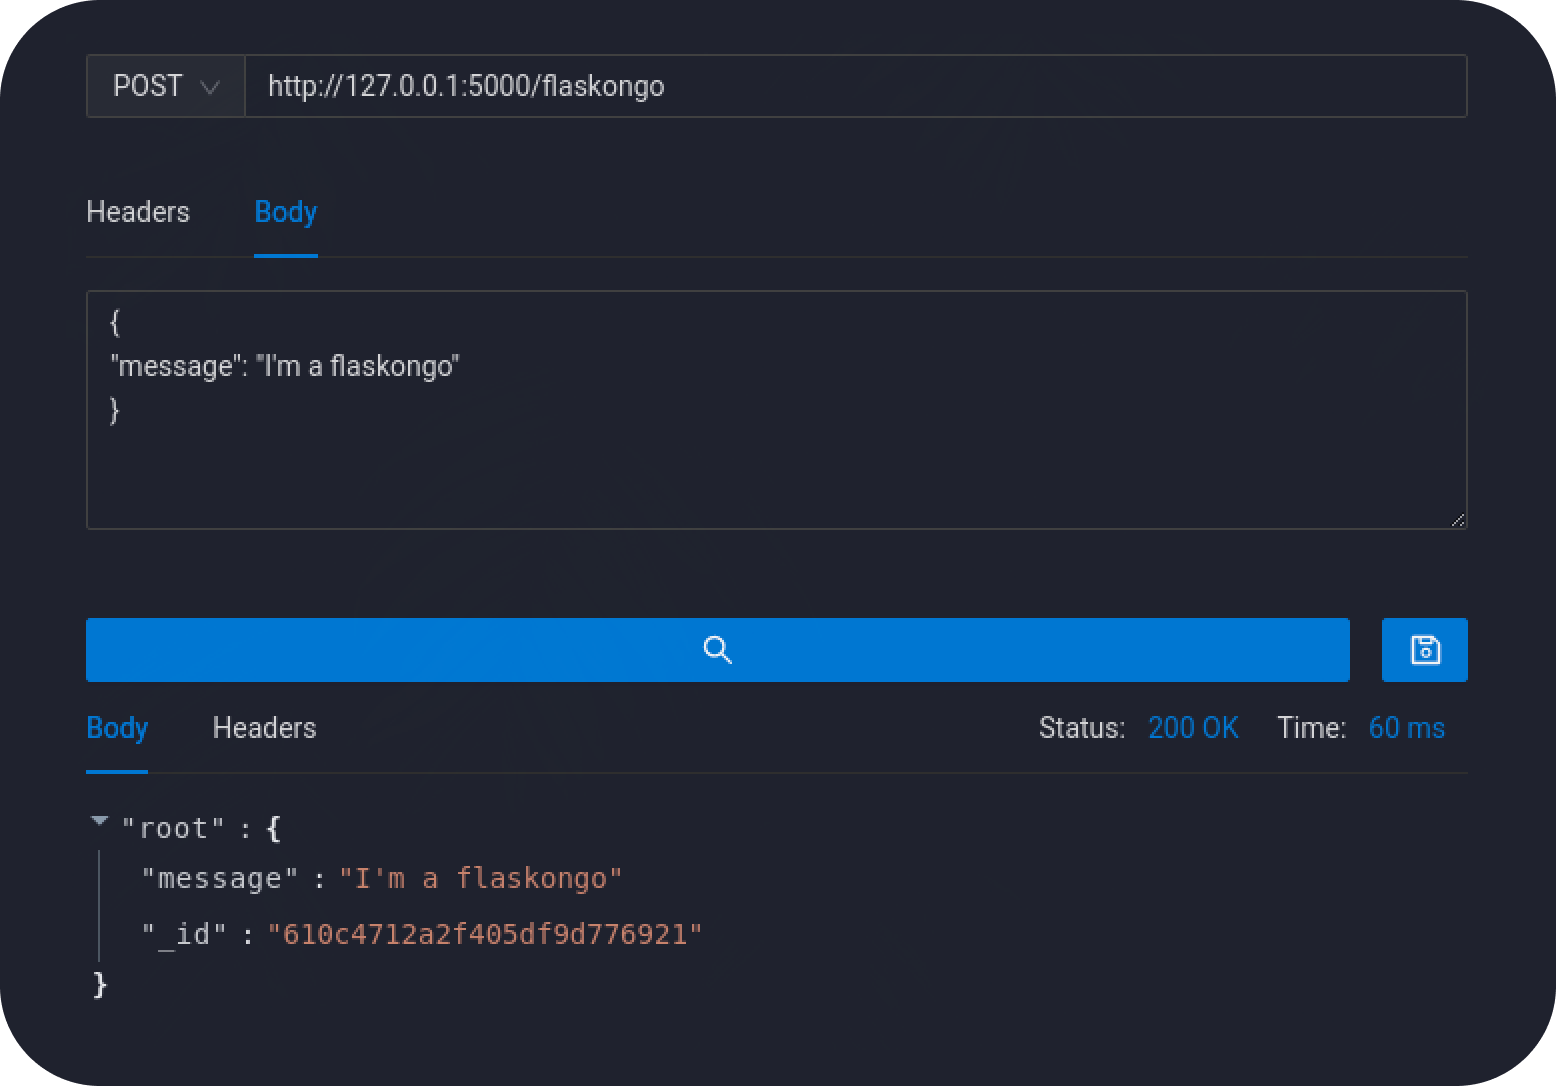 POST http://127.0.0.1:5000/flaskongo
Headers Body
{
"message": "I'm a flaskongo"
}
Body Headers Status: 200 OK Time: 60 ms
"root" : {
"message" : "I'm a flaskongo"
"_id" : "610c4712a2f405df9d776921"
}